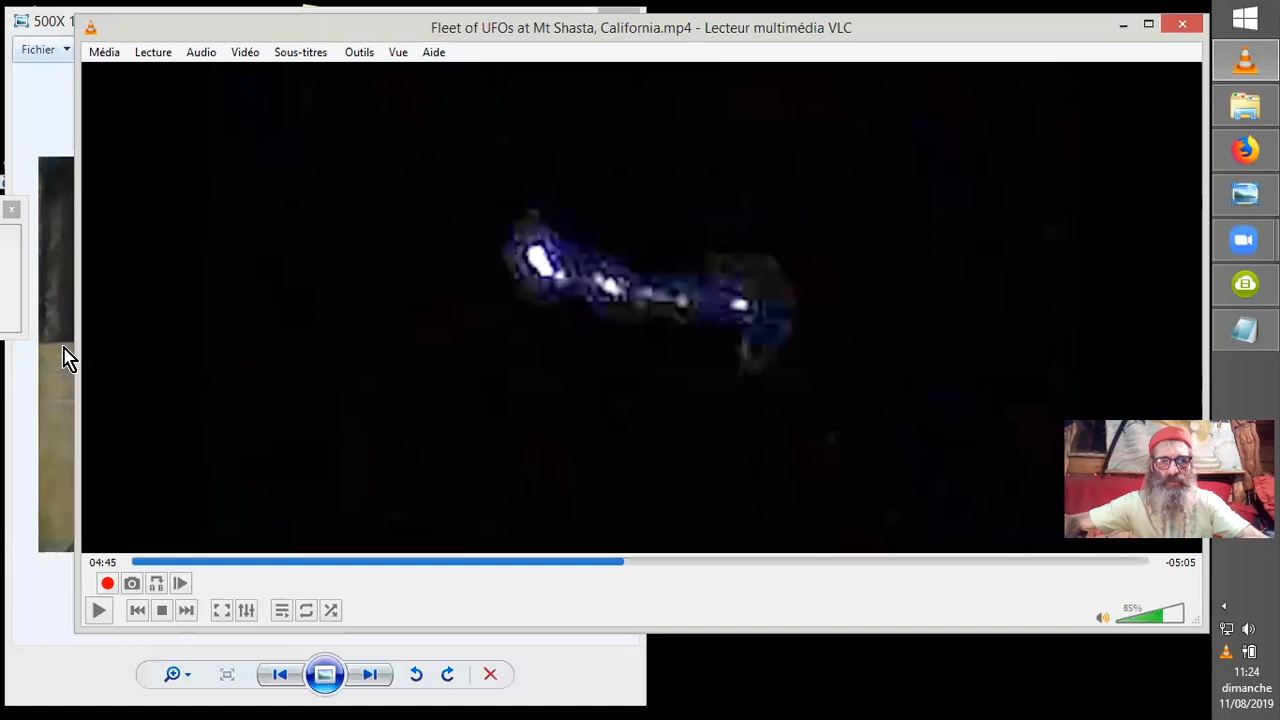 500X 1
Fleet of UFOs at Mt Shasta, California.mp4 - Lecteur multimédia VLC
Fichier
Média Lecture Audio Vidéo Sous-titres Outils Vue Aide
04:45
-05:05
85%
11:24
dimanche
11/08/2019